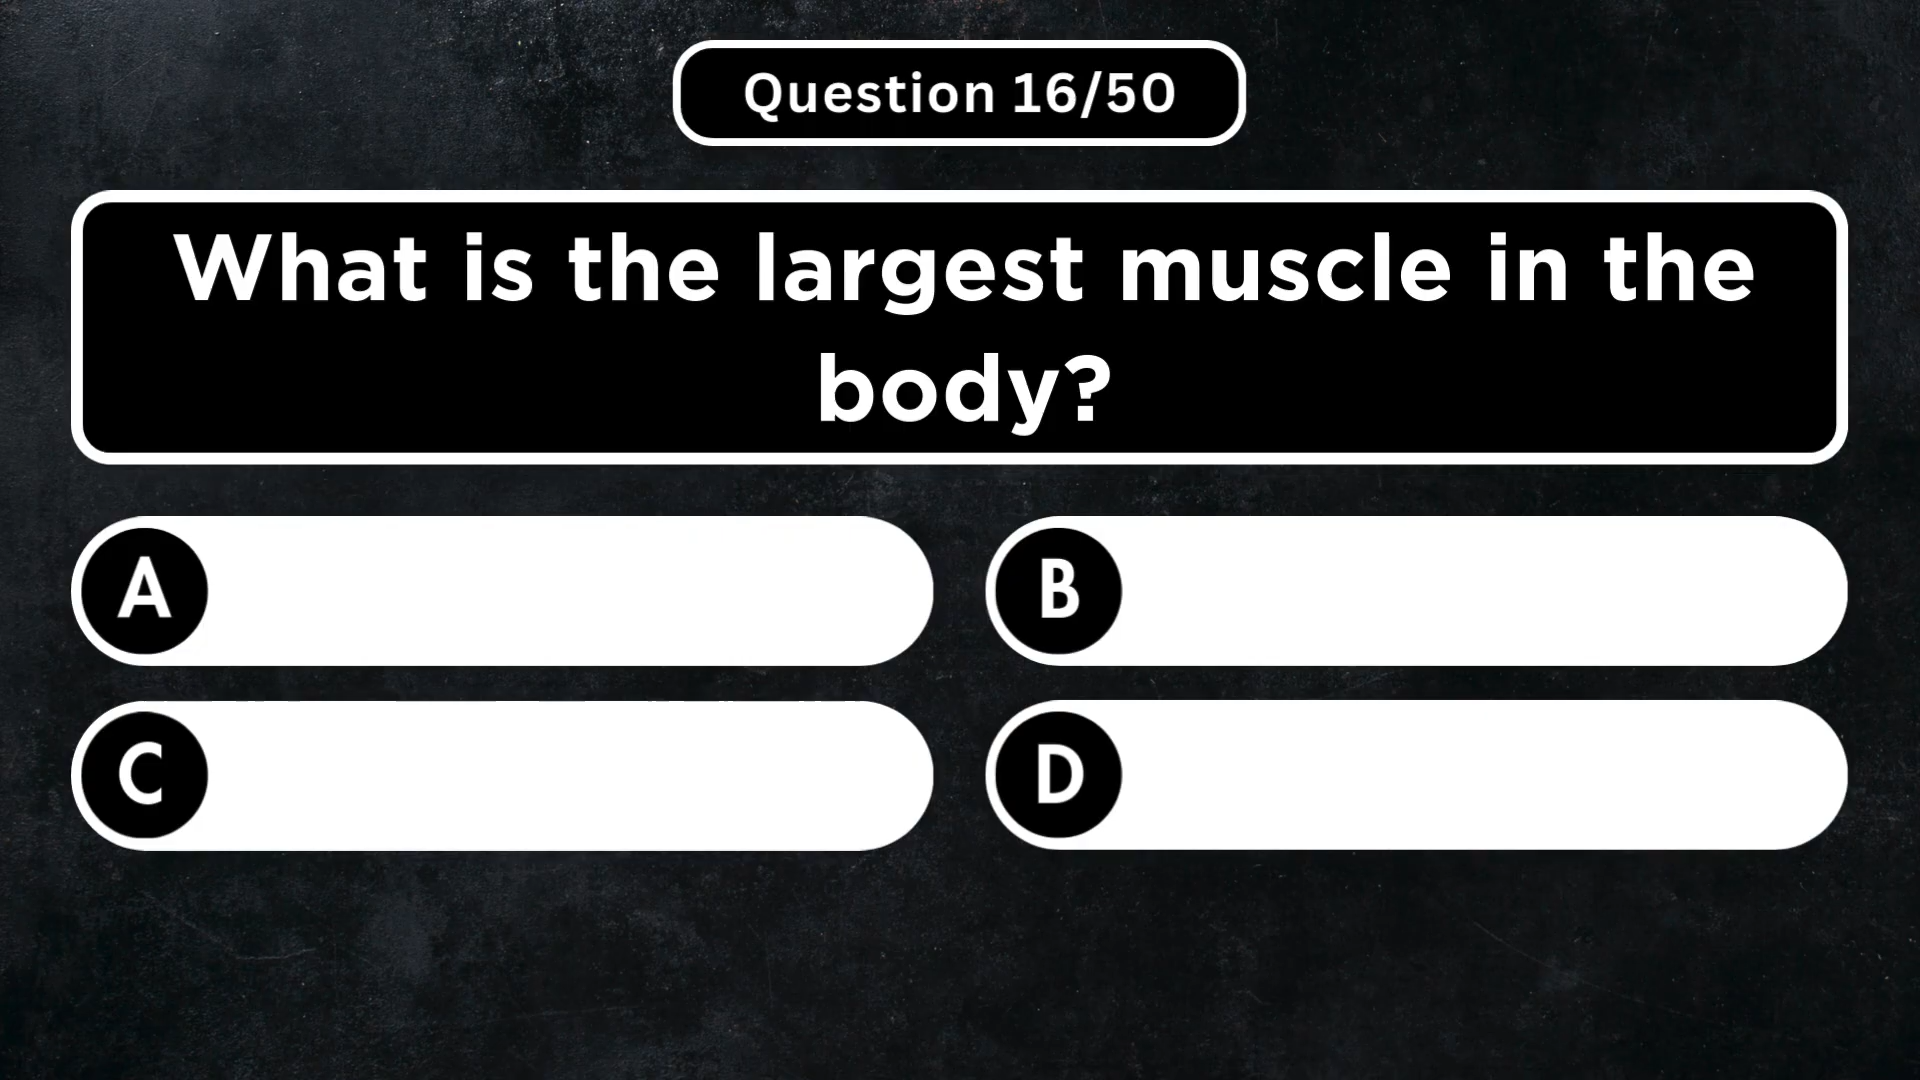 Question 16/50
What is the largest muscle in the
body?
A
B
C
D